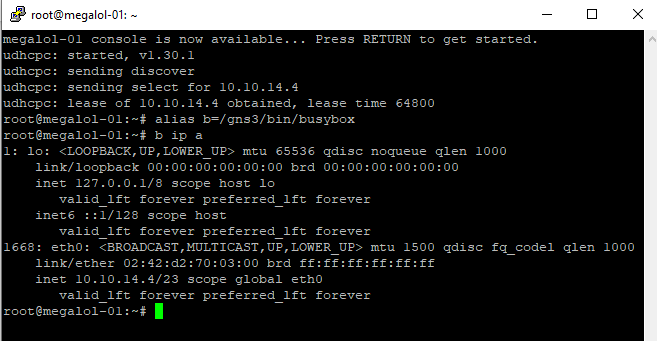 root@megalol-01: ~
megalol-01 console is now available... Press RETURN to get started.
udhcpc: started, v1.30.1
udhcpc: sending discover
udhcpc: sending select for 10.10.14.4
udhcpc: lease of 10.10.14.4 obtained, lease time 64800
root@megalol-01:~# alias b=/gns3/bin/busybox
root@megalol-01:~# b ip a
1: lo: <LOOPBACK,UP,LOWER_UP> mtu 65536 qdisc noqueue qlen 1000
    link/loopback 00:00:00:00:00:00 brd 00:00:00:00:00:00
    inet 127.0.0.1/8 scope host lo
       valid_lft forever preferred_lft forever
    inet6 ::1/128 scope host
       valid_lft forever preferred_lft forever
1668: eth0: <BROADCAST,MULTICAST,UP,LOWER_UP> mtu 1500 qdisc fq_codel qlen 1000
    link/ether 02:42:d2:70:03:00 brd ff:ff:ff:ff:ff:ff
    inet 10.10.14.4/23 scope global eth0
       valid_lft forever preferred_lft forever
root@megalol-01:~#